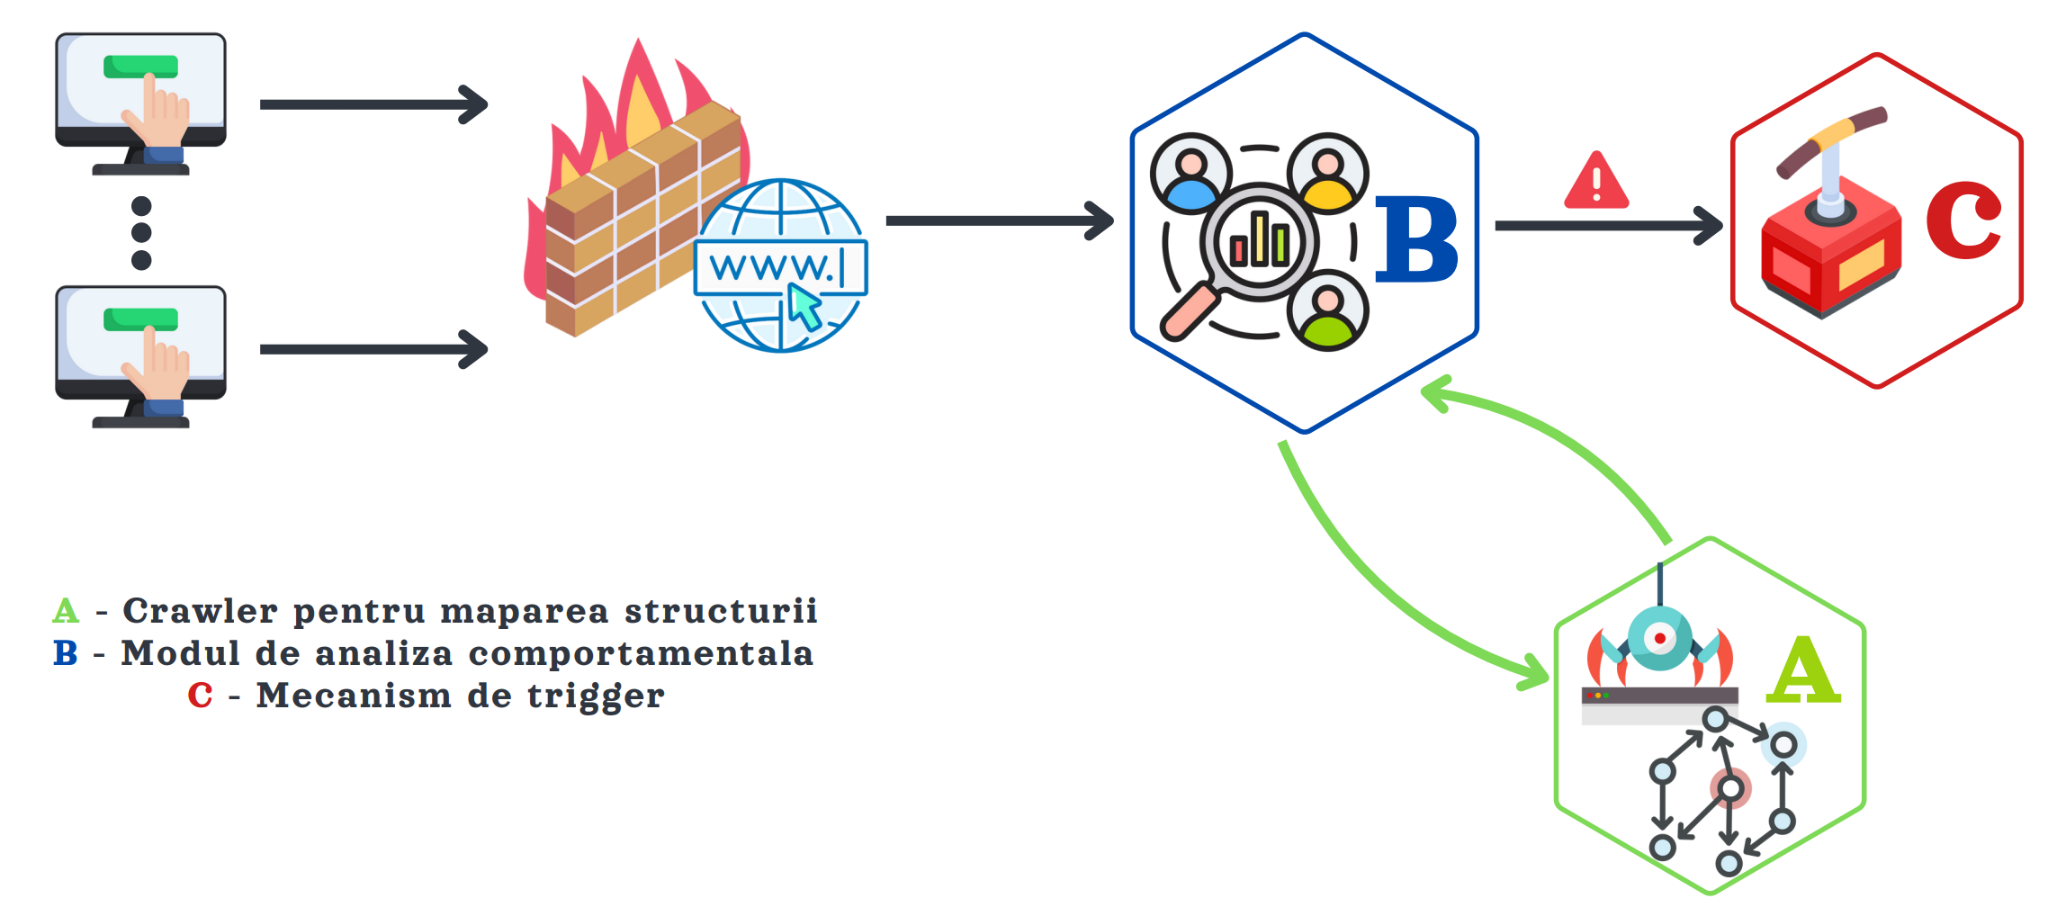 www.
B
C
A
A - Crawler pentru maparea structurii
B - Modul de analiza comportamentala
C - Mecanism de trigger